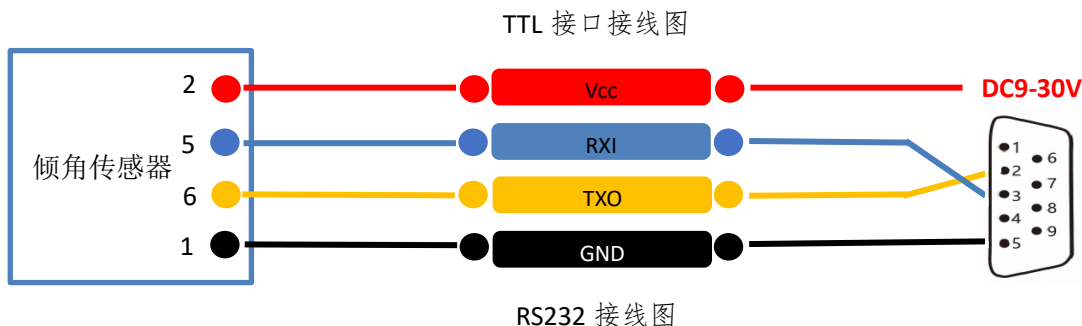 TTL 接口接线图
2 Vcc DC9-30V
5 RXI
倾角传感器
6 TXO
1 GND
1
6
2
7
3
8
4
9
5
RS232 接线图